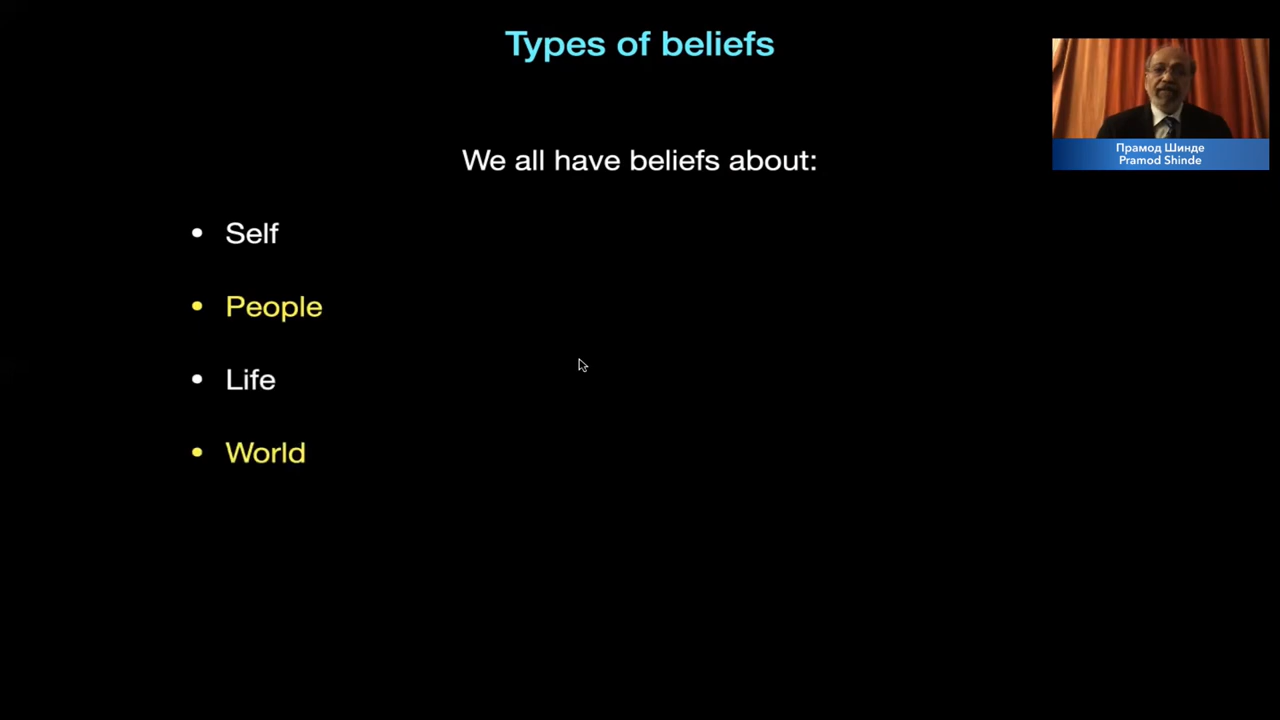 Types of beliefs
Прамод Шинде
Pramod Shinde
We all have beliefs about:
• Self
• People
• Life
• World